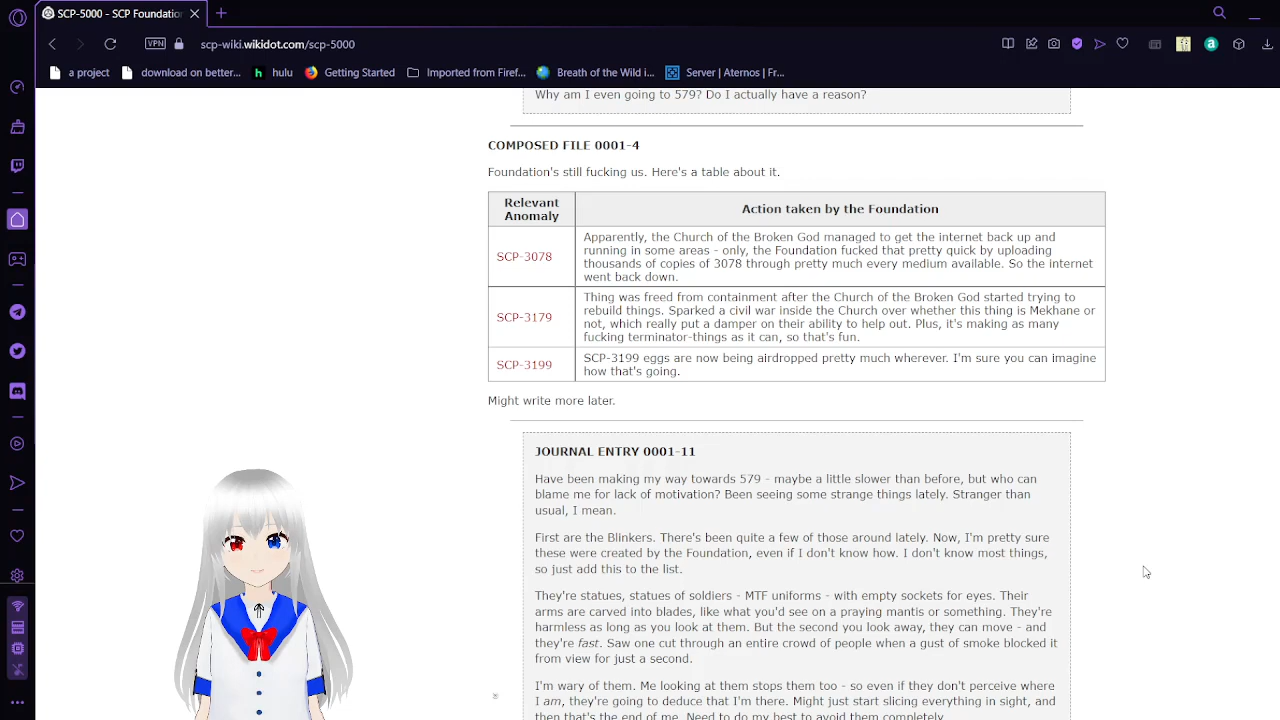 SCP-5000 - SCP Foundation
VPN
scp-wiki.wikidot.com/scp-5000
a project
download on better...
hulu
Getting Started
Imported from Firef...
Breath of the Wild i...
Server | Aternos | Fr...
Why am I even going to 579? Do I actually have a reason?
COMPOSED FILE 0001-4
Foundation's still fucking us. Here's a table about it.
Relevant
Anomaly
Action taken by the Foundation
SCP-3078
Apparently, the Church of the Broken God managed to get the internet back up and
running in some areas - only, the Foundation fucked that pretty quick by uploading
thousands of copies of 3078 through pretty much every medium available. So the internet
went back down.
SCP-3179
Thing was freed from containment after the Church of the Broken God started trying to
rebuild things. Sparked a civil war inside the Church over whether this thing is Mekhane or
not, which really put a damper on their ability to help out. Plus, it's making as many
fucking terminator-things as it can, so that's fun.
SCP-3199
SCP-3199 eggs are now being airdropped pretty much wherever. I'm sure you can imagine
how that's going.
Might write more later.
JOURNAL ENTRY 0001-11
Have been making my way towards 579 - maybe a little slower than before, but who can
blame me for lack of motivation? Been seeing some strange things lately. Stranger than
usual, I mean.
First are the Blinkers. There's been quite a few of those around lately. Now, I'm pretty sure
these were created by the Foundation, even if I don't know how. I don't know most things,
so just add this to the list.
They're statues, statues of soldiers - MTF uniforms - with empty sockets for eyes. Their
arms are carved into blades, like what you'd see on a praying mantis or something. They're
harmless as long as you look at them. But the second you look away, they can move - and
they're fast. Saw one cut through an entire crowd of people when a gust of smoke blocked it
from view for just a second.
I'm wary of them. Me looking at them stops them too - so even if they don't perceive where
I am, they're going to deduce that I'm there. Might just start slicing everything in sight, and
then that's the end of me. Need to do my best to avoid them completely.